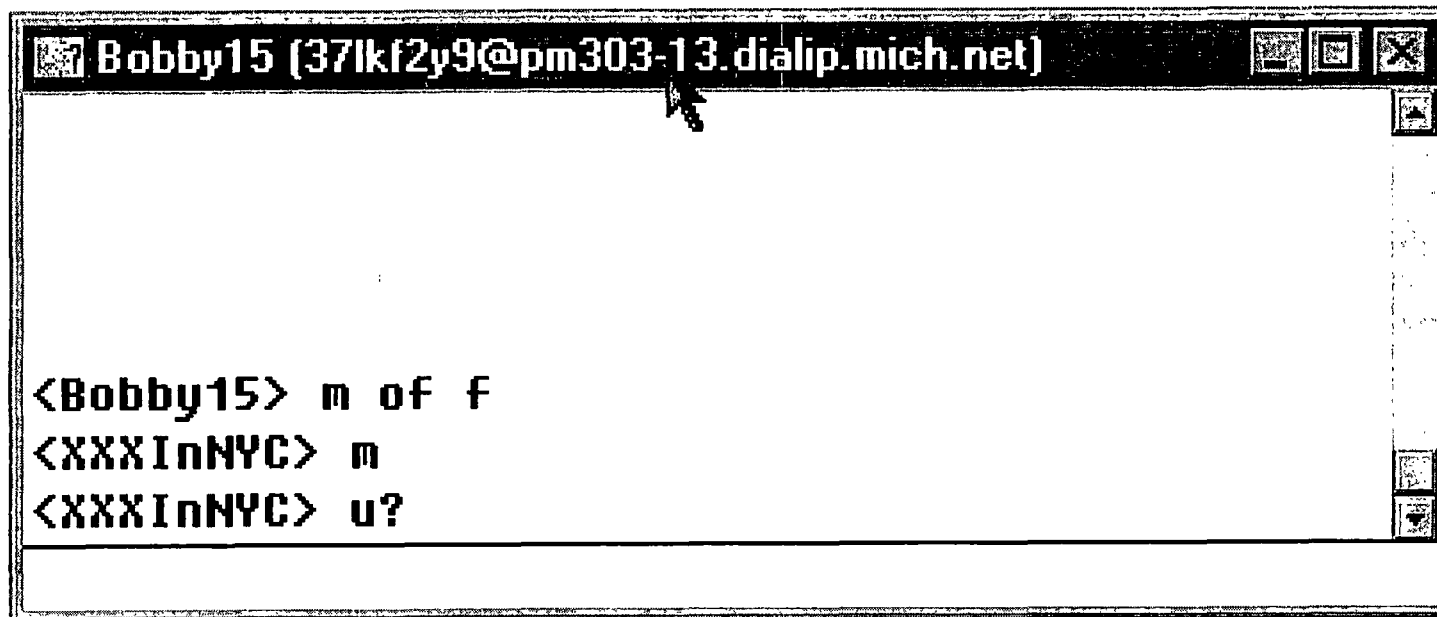 Bobby15 (37lkf2y9@pm303-13.dialip.mich.net)
<Bobby15> m of f
<XXXInNYC> m
<XXXInNYC> u?